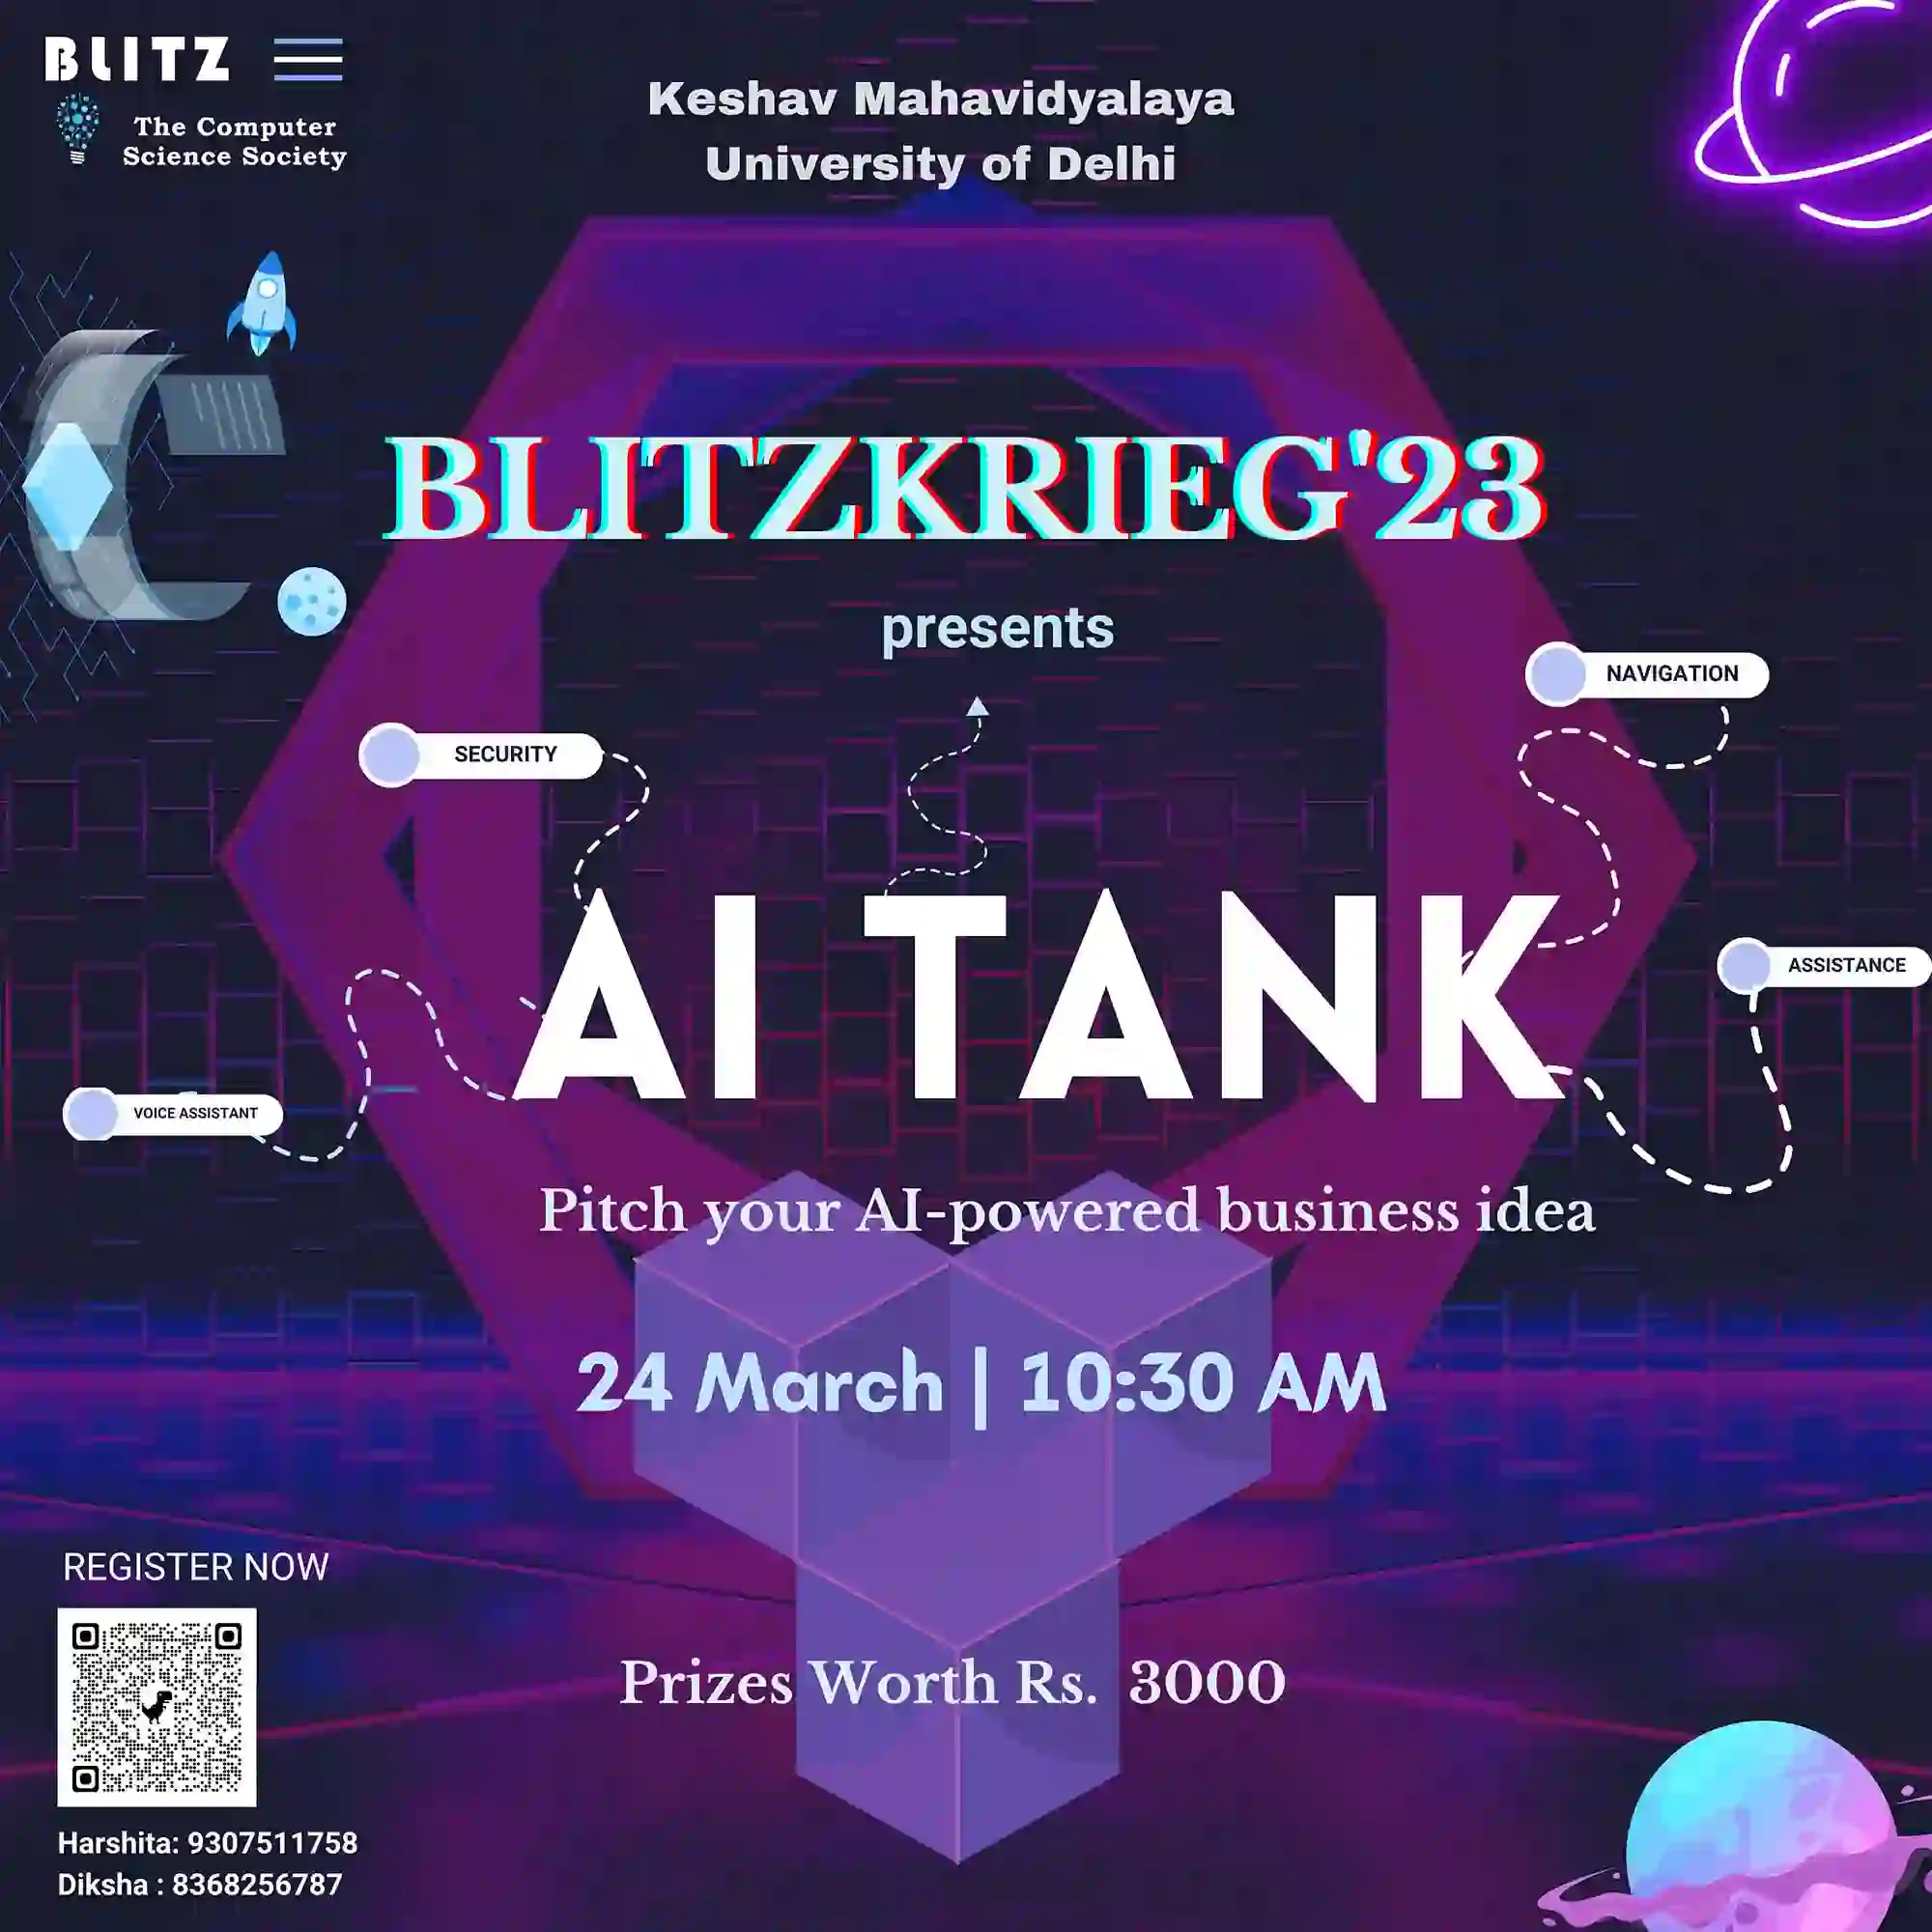 BLITZ
The Computer
Science Society
Keshav Mahavidyalaya
University of Delhi
BLITZKRIEG'23
presents
NAVIGATION
SECURITY
AI TANK
ASSISTANCE
VOICE ASSISTANT
Pitch your AI-powered business idea
24 March | 10:30 AM
REGISTER NOW
Prizes Worth Rs. 3000
Harshita: 9307511758
Diksha : 8368256787